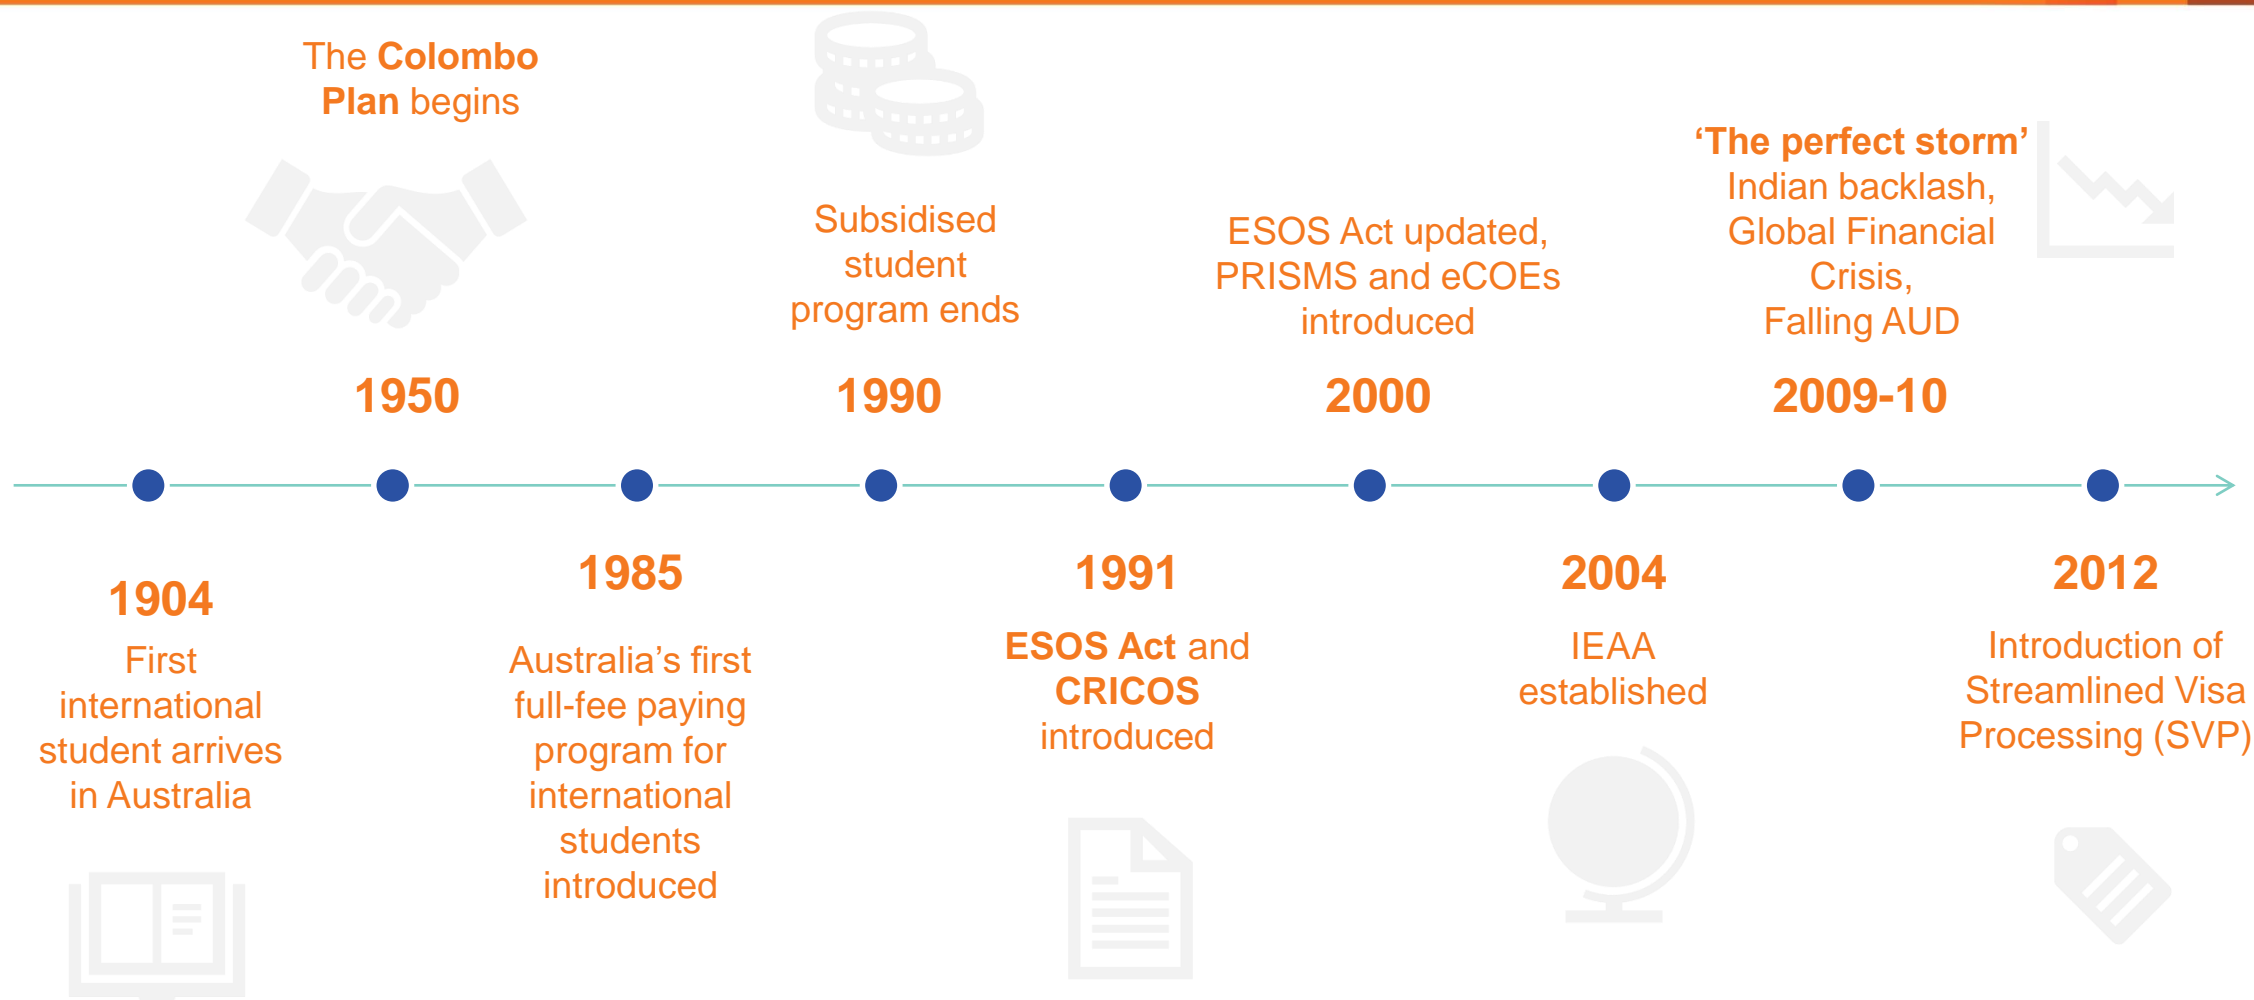 The Colombo
Plan begins
1950
Subsidised
student
program ends
1990
ESOS Act updated,
PRISMS and eCOEs
introduced
2000
‘The perfect storm’
Indian backlash,
Global Financial
Crisis,
Falling AUD
2009-10
1904
First
international
student arrives
in Australia
1985
Australia’s first
full-fee paying
program for
international
students
introduced
1991
ESOS Act and
CRICOS
introduced
2004
IEAA
established
2012
Introduction of
Streamlined Visa
Processing (SVP)